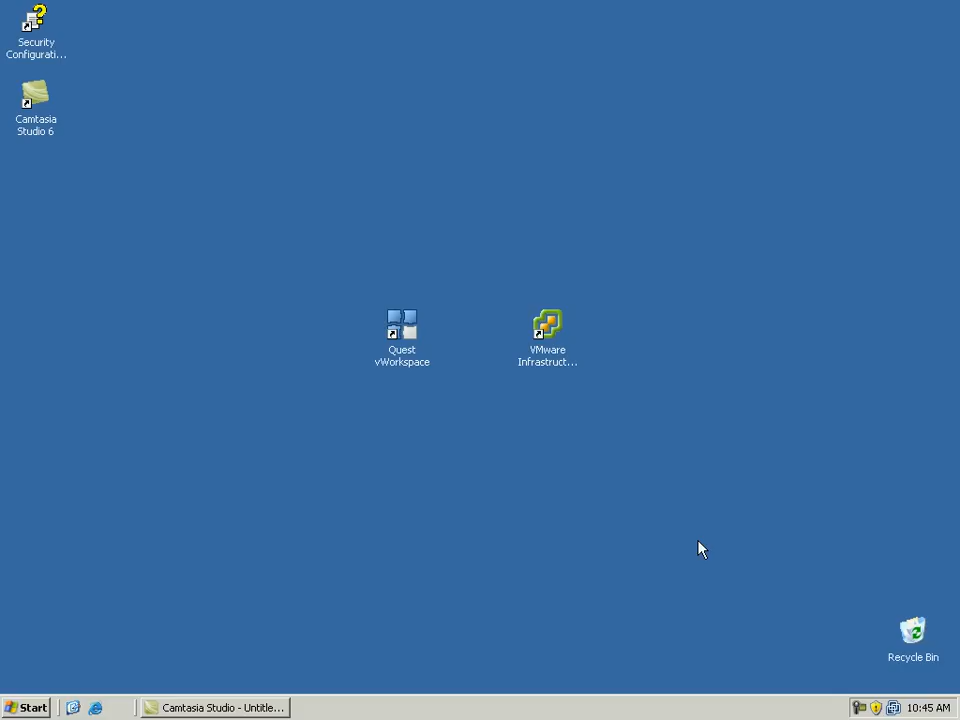 Security
Configurati...
Camtasia
Studio 6
Quest
vWorkspace
VMware
Infrastruct...
Recycle Bin
Start
Camtasia Studio - Untitle...
10:45 AM